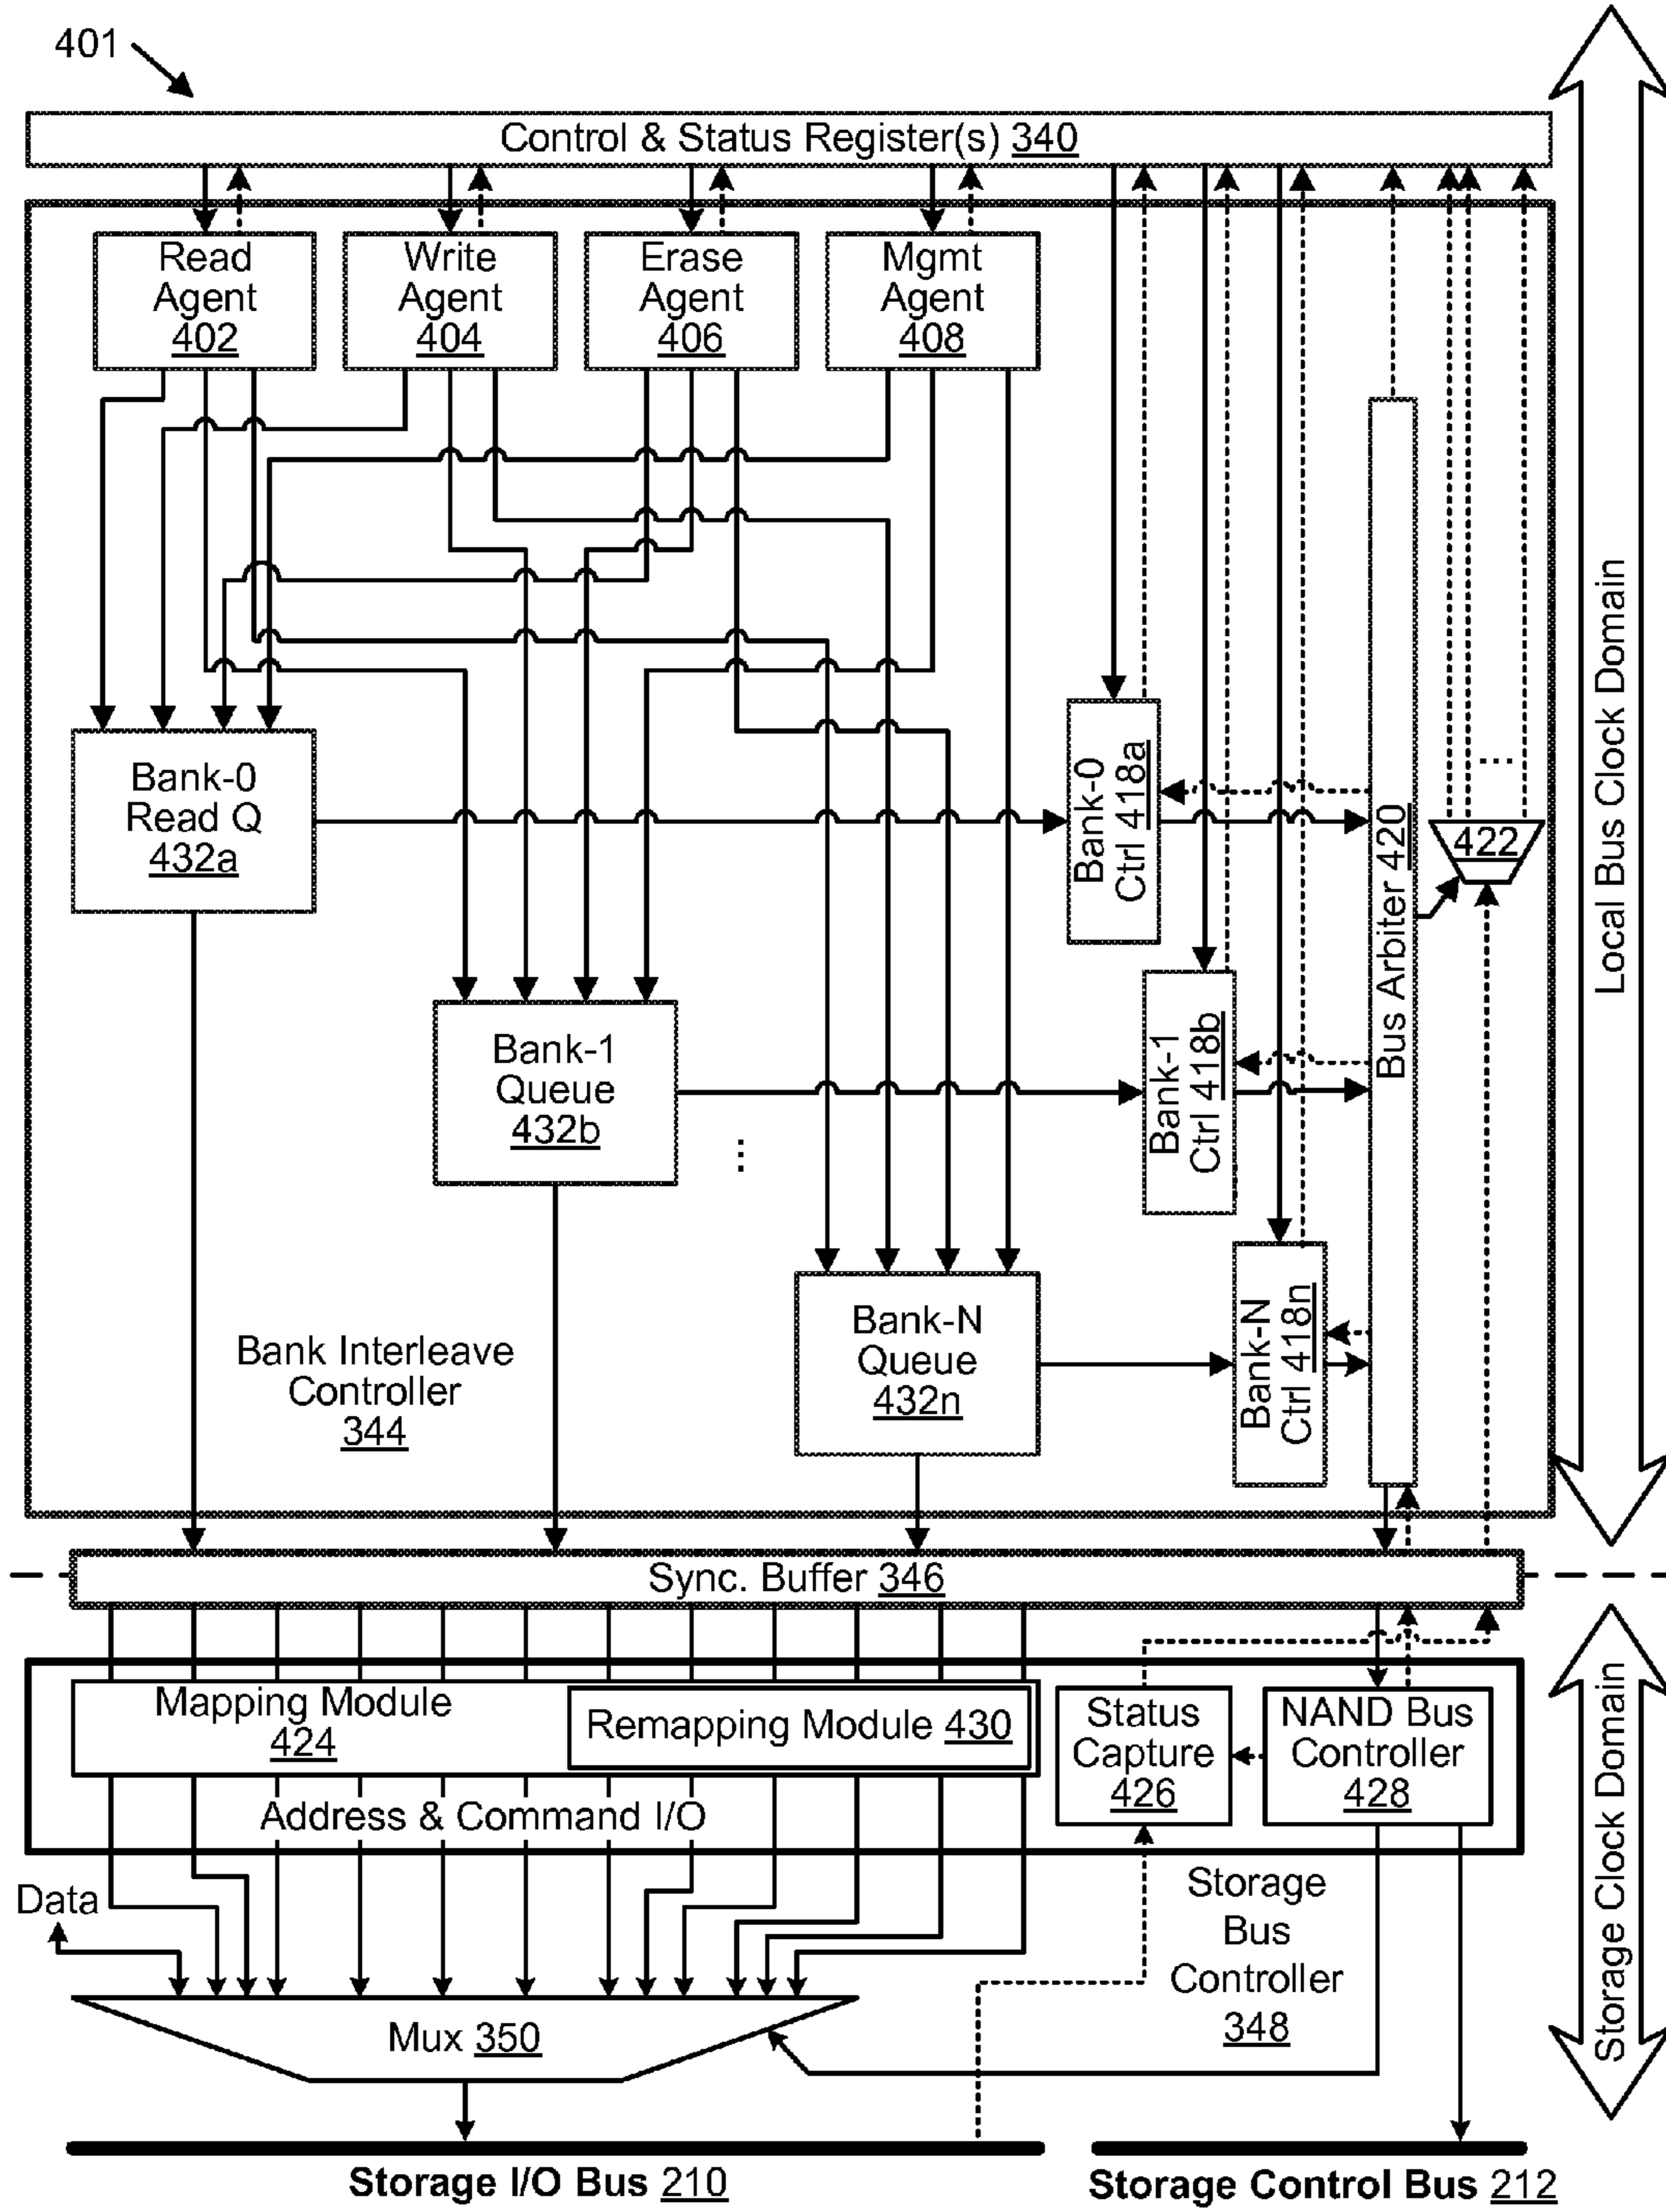 401
Control & Status Register(s) 340
Read
Agent
402
Write
Agent
404
Erase
Agent
406
Mgmt
Agent
408
Bank-0
Read Q
432a
Bank-0
Ctrl 418a
Bus Arbiter 420
422
...
Local Bus Clock Domain
Bank-1
Queue
432b
...
Bank-1
Ctrl 418b
Bank-N
Queue
432n
Bank-N
Ctrl 418n
Bank Interleave
Controller
344
Sync. Buffer 346
Mapping Module
424
Remapping Module 430
Status
Capture
426
NAND Bus
Controller
428
Address & Command I/O
Data
Storage
Bus
Controller
348
Storage Clock Domain
Mux 350
Storage I/O Bus 210
Storage Control Bus 212